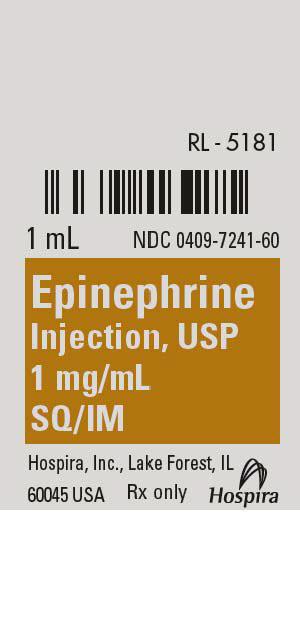 RL - 5181
1 mL NDC 0409-7241-60
Epinephrine
Injection, USP
1 mg/mL
SQ/IM
Hospira, Inc., Lake Forest, IL
60045 USA Rx only Hospira